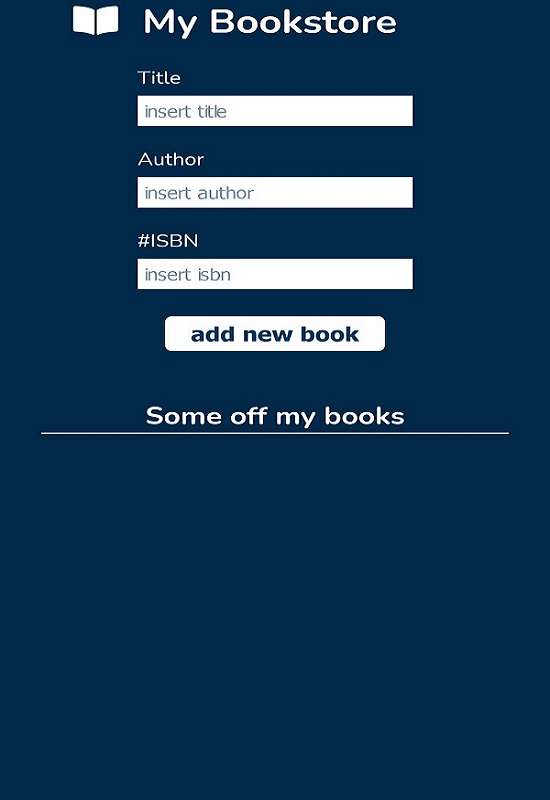 My Bookstore
Title
insert title
Author
insert author
#ISBN
insert isbn
add new book
Some off my books